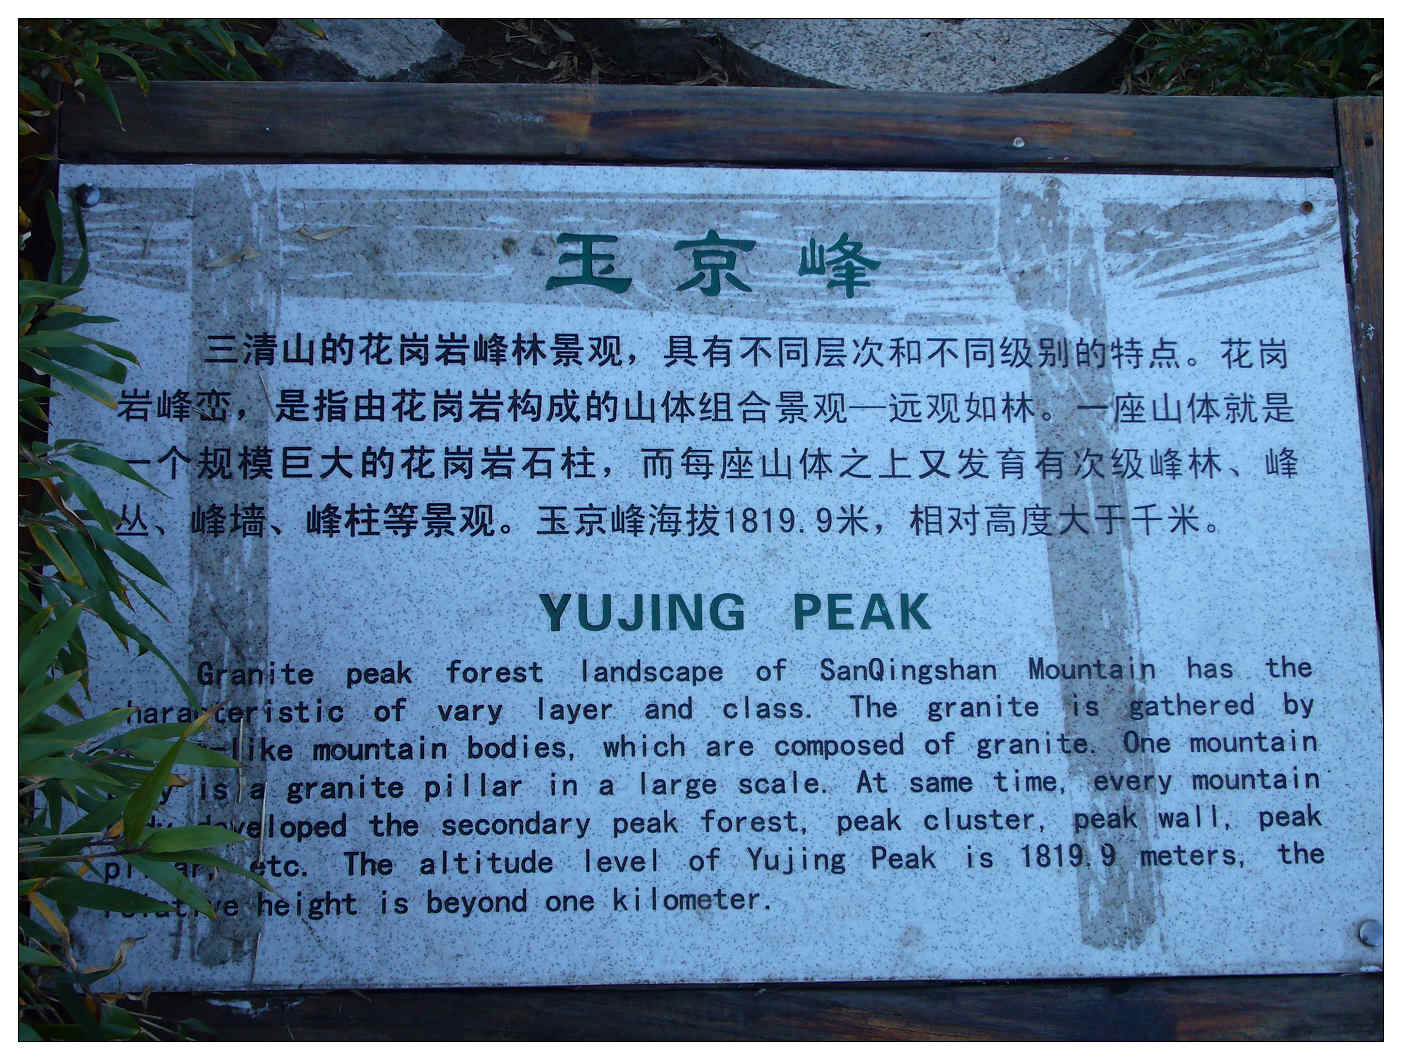 玉京峰
三清山的花岗岩峰林景观，具有不同层次和不同级别的特点。花岗
岩峰峦，是指由花岗岩构成的山体组合景观—远观如林。一座山体就是
一个规模巨大的花岗岩石柱，而每座山体之上又发育有次级峰林、峰
丛、峰墙、峰柱等景观。玉京峰海拔1819.9米，相对高度大于千米。
YUJING PEAK
Granite peak forest landscape of SanQingshan Mountain has the
characteristic of vary layer and class. The granite is gathered by
-like mountain bodies, which are composed of granite. One mountain
is a granite pillar in a large scale. At same time, every mountain
developed the secondary peak forest, peak cluster, peak wall, peak
pillar, etc. The altitude level of Yujing Peak is 1819.9 meters, the
relative height is beyond one kilometer.